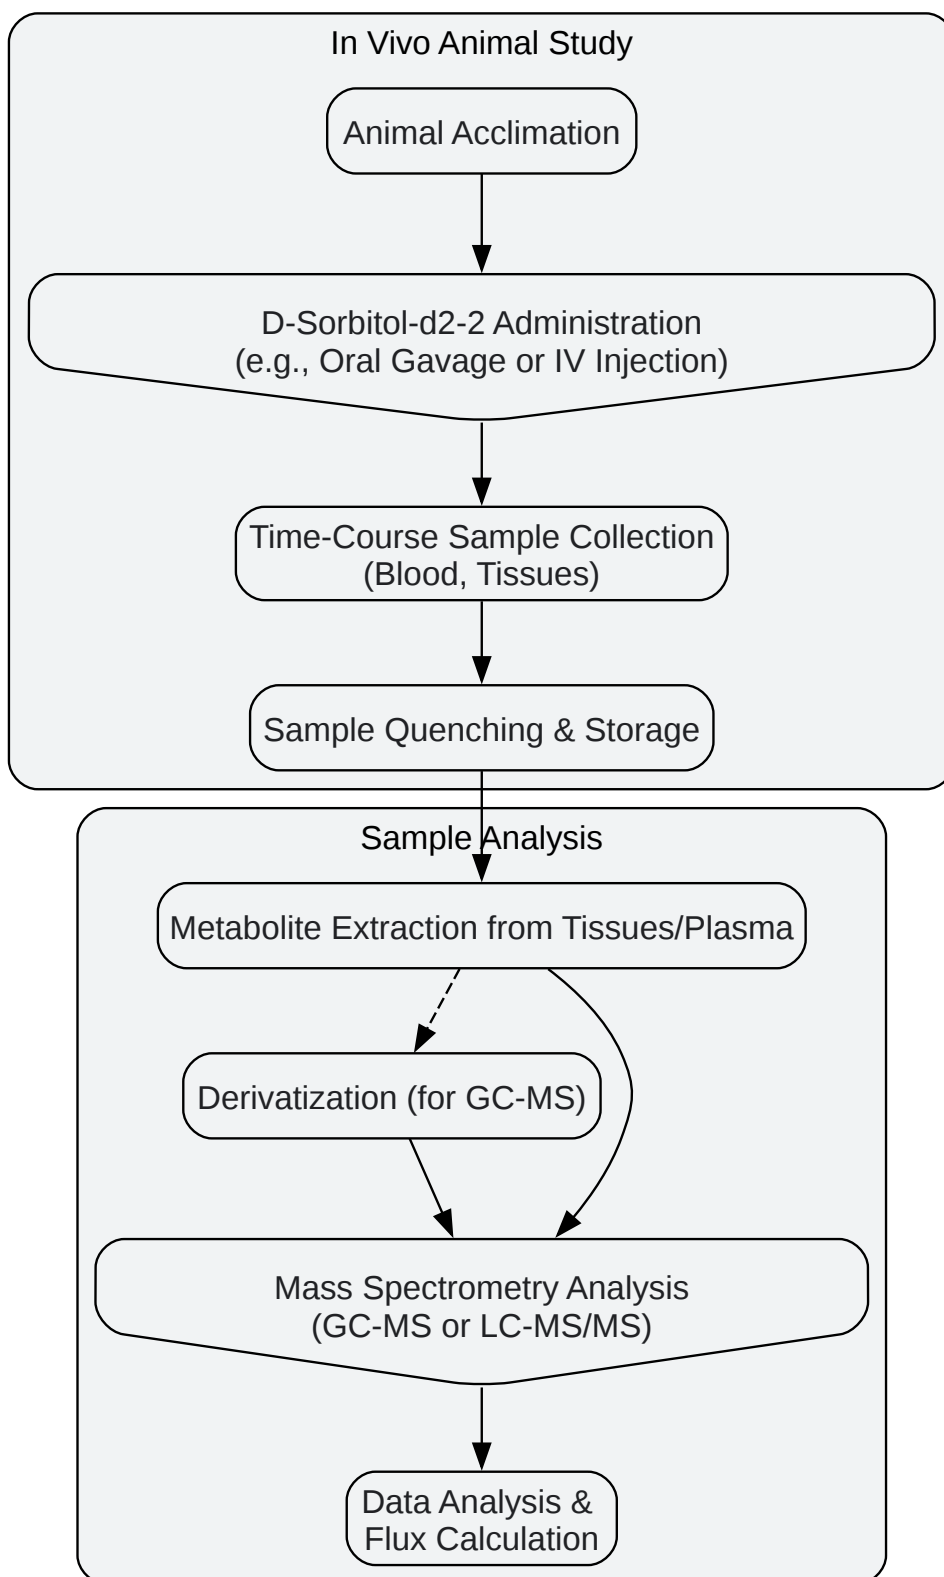 In Vivo Animal Study
Animal Acclimation
D-Sorbitol-d2-2 Administration
(e.g., Oral Gavage or IV Injection)
Time-Course Sample Collection
(Blood, Tissues)
Sample Quenching & Storage
Sample Analysis
Metabolite Extraction from Tissues/Plasma
Derivatization (for GC-MS)
Mass Spectrometry Analysis
(GC-MS or LC-MS/MS)
Data Analysis &
Flux Calculation